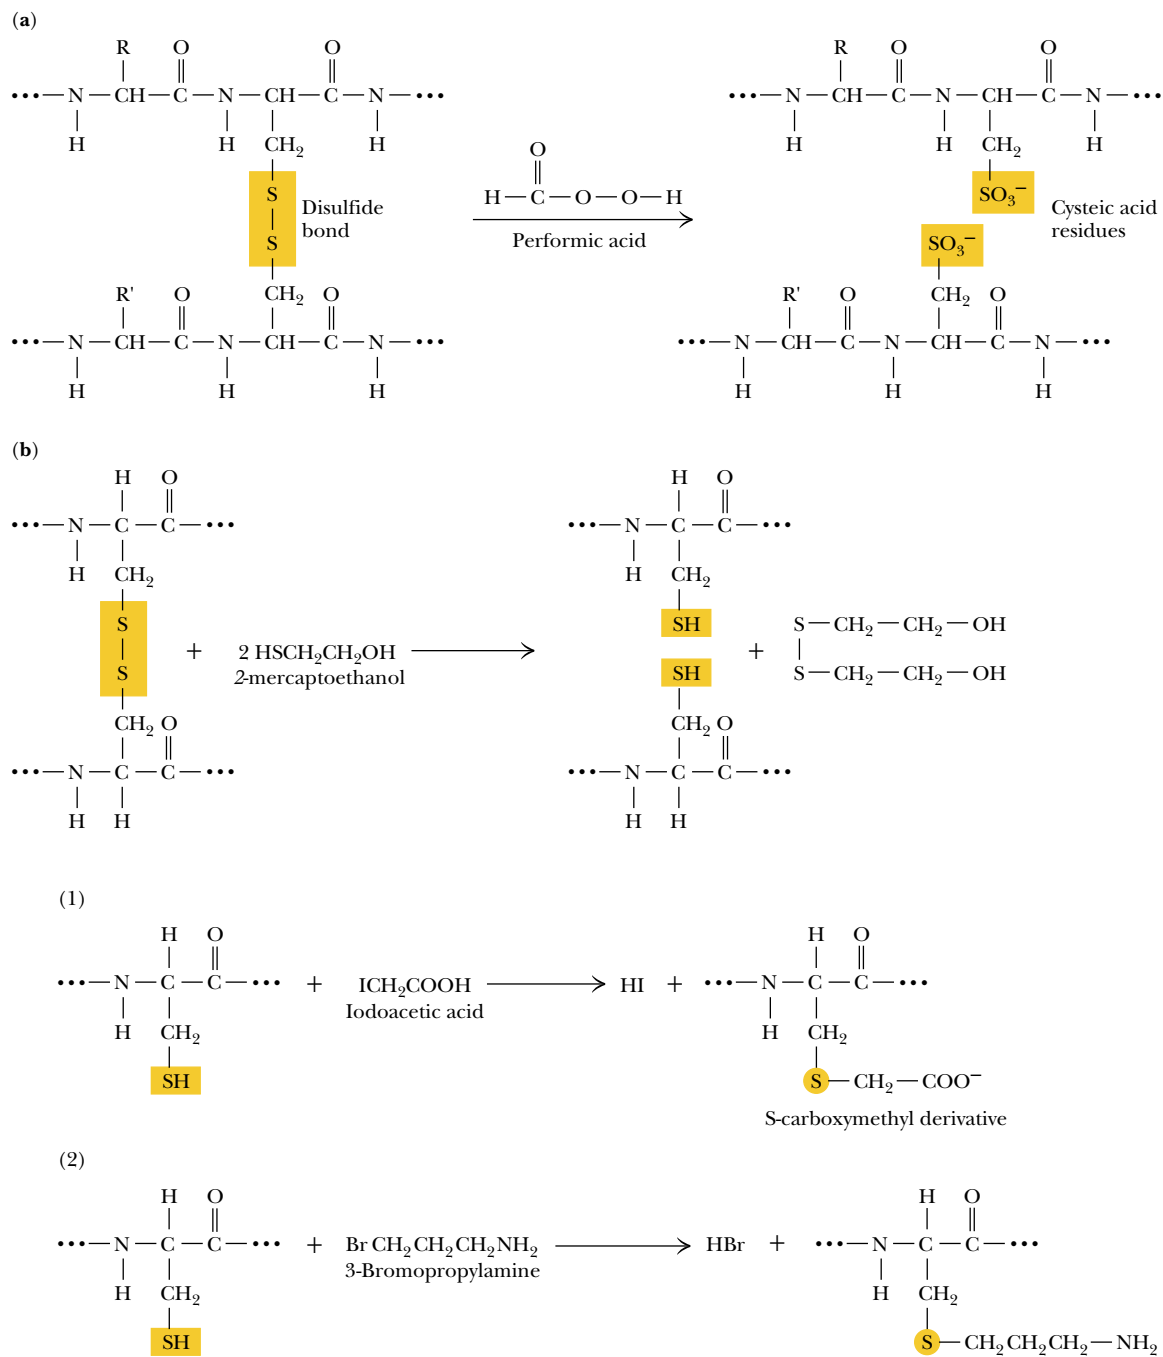 (a)
R O O R O O
••• N CH C N CH C N ••• ••• N CH C N CH C N •••
H H CH₂ H H H CH₂ H
O
S Disulfide bond H C O O H SO₃⁻ Cysteic acid residues
S Performic acid SO₃⁻
CH₂ CH₂
R' O O R' O O
••• N CH C N CH C N ••• ••• N CH C N CH C N •••
H H H H H H
(b)
H O H O
••• N C C ••• ••• N C C •••
H CH₂ H CH₂
S SH S CH₂ CH₂ OH
+ 2 HSCH₂CH₂OH +
S 2-mercaptoethanol SH S CH₂ CH₂ OH
CH₂ O CH₂ O
••• N C C ••• ••• N C C •••
H H H H
(1)
H O H O
••• N C C ••• + ICH₂COOH HI + ••• N C C •••
Iodoacetic acid
H CH₂ H CH₂
SH S CH₂ COO⁻
S-carboxymethyl derivative
(2)
H O H O
••• N C C ••• + Br CH₂CH₂CH₂NH₂ HBr + ••• N C C •••
3-Bromopropylamine
H CH₂ H CH₂
SH S CH₂CH₂CH₂ NH₂